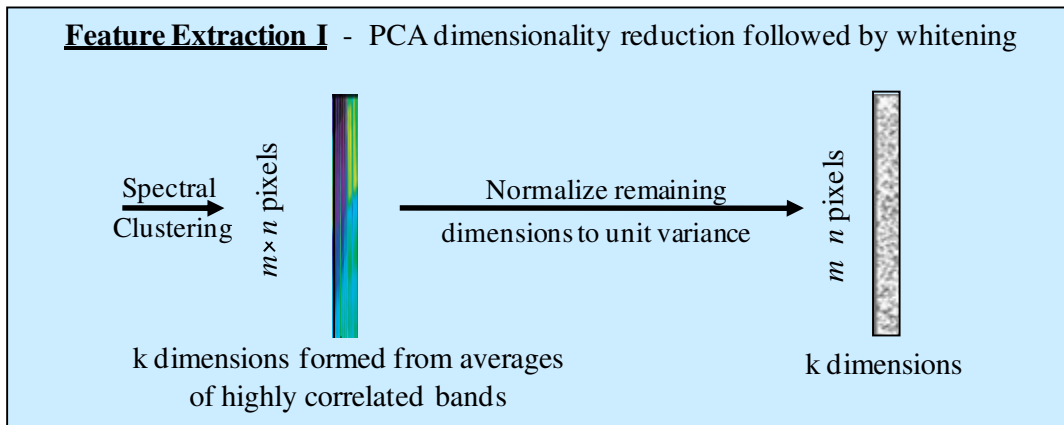 Feature Extraction I - PCA dimensionality reduction followed by whitening
Spectral
Clustering
m× n pixels
Normalize remaining
dimensions to unit variance
m n pixels
k dimensions formed from averages
of highly correlated bands
k dimensions